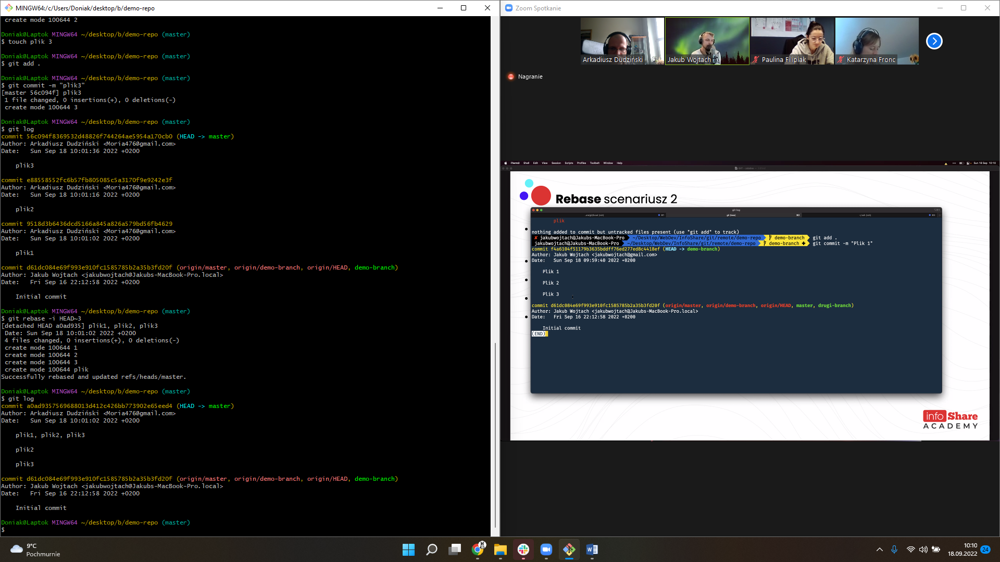 MINGW64:/c/Users/Doniak/desktop/b/demo-repo
create mode 100644 2
Doniak@Laptok MINGW64 ~/desktop/b/demo-repo (master)
$ touch plik 3
Doniak@Laptok MINGW64 ~/desktop/b/demo-repo (master)
$ git add .
Doniak@Laptok MINGW64 ~/desktop/b/demo-repo (master)
$ git commit -m "plik3"
[master 56c094f] plik3
1 file changed, 0 insertions(+), 0 deletions(-)
create mode 100644 3
Doniak@Laptok MINGW64 ~/desktop/b/demo-repo (master)
$ git log
commit 56c094f8369532d48826f744264ae5954a170cb0 (HEAD -> master)
Author: Arkadiusz Dudziński <Moria476@gmail.com>
Date:   Sun Sep 18 10:01:36 2022 +0200
plik3
commit e88558552fc6b57fb805085c5a3170f9e9242e3f
Author: Arkadiusz Dudziński <Moria476@gmail.com>
Date:   Sun Sep 18 10:01:16 2022 +0200
plik2
commit 9518d3b6436dcd5166a845a826a579bd56fb4629
Author: Arkadiusz Dudziński <Moria476@gmail.com>
Date:   Sun Sep 18 10:01:02 2022 +0200
plik1
commit d61dc084e69f993e910fc1585785b2a35b3fd20f (origin/master, origin/demo-branch, origin/HEAD, demo-branch)
Author: Jakub Wojtach <jakubwojtach@Jakubs-MacBook-Pro.local>
Date:   Fri Sep 16 22:12:58 2022 +0200
Initial commit
Doniak@Laptok MINGW64 ~/desktop/b/demo-repo (master)
$ git rebase -i HEAD~3
[detached HEAD a0ad935] plik1, plik2, plik3
Date: Sun Sep 18 10:01:02 2022 +0200
4 files changed, 0 insertions(+), 0 deletions(-)
create mode 100644 1
create mode 100644 2
create mode 100644 3
create mode 100644 plik
Successfully rebased and updated refs/heads/master.
Doniak@Laptok MINGW64 ~/desktop/b/demo-repo (master)
$ git log
commit a0ad9357569688013d412c426bb773902e65eed4 (HEAD -> master)
Author: Arkadiusz Dudziński <Moria476@gmail.com>
Date:   Sun Sep 18 10:01:02 2022 +0200
plik1, plik2, plik3
plik2
plik3
commit d61dc084e69f993e910fc1585785b2a35b3fd20f (origin/master, origin/demo-branch, origin/HEAD, demo-branch)
Author: Jakub Wojtach <jakubwojtach@Jakubs-MacBook-Pro.local>
Date:   Fri Sep 16 22:12:58 2022 +0200
Initial commit
Doniak@Laptok MINGW64 ~/desktop/b/demo-repo (master)
$
Zoom Spotkanie
Arkadiusz Dudziński
Jakub Wojtach
Paulina Filipiak
Katarzyna Fronc
Nagranie
iTerm2 Shell Edit View Session Scripts Profiles Toolbelt Window Help
Sun 18 Sep 10:10
Rebase scenariusz 2
git log
plik
nothing added to commit but untracked files present (use "git add" to track)
✘ jakubwojtach@Jakubs-MacBook-Pro ~/Desktop/WebDev/InfoShare/git/remote/demo-repo demo-branch git add .
jakubwojtach@Jakubs-MacBook-Pro ~/Desktop/WebDev/InfoShare/git/remote/demo-repo demo-branch ✚ git commit -m "Plik 1"
commit f4a6104f51179b3635bddff76ed277ed8c4418ef (HEAD -> demo-branch)
Author: Jakub Wojtach <jakubwojtach@gmail.com>
Date:   Sun Sep 18 09:59:40 2022 +0200
Plik 1
Plik 2
Plik 3
commit d61dc084e69f993e910fc1585785b2a35b3fd20f (origin/master, origin/demo-branch, origin/HEAD, master, drugi-branch)
Author: Jakub Wojtach <jakubwojtach@Jakubs-MacBook-Pro.local>
Date:   Fri Sep 16 22:12:58 2022 +0200
Initial commit
(END)
info Share
ACADEMY
9°C
Pochmurnie
10:10
18.09.2022
24